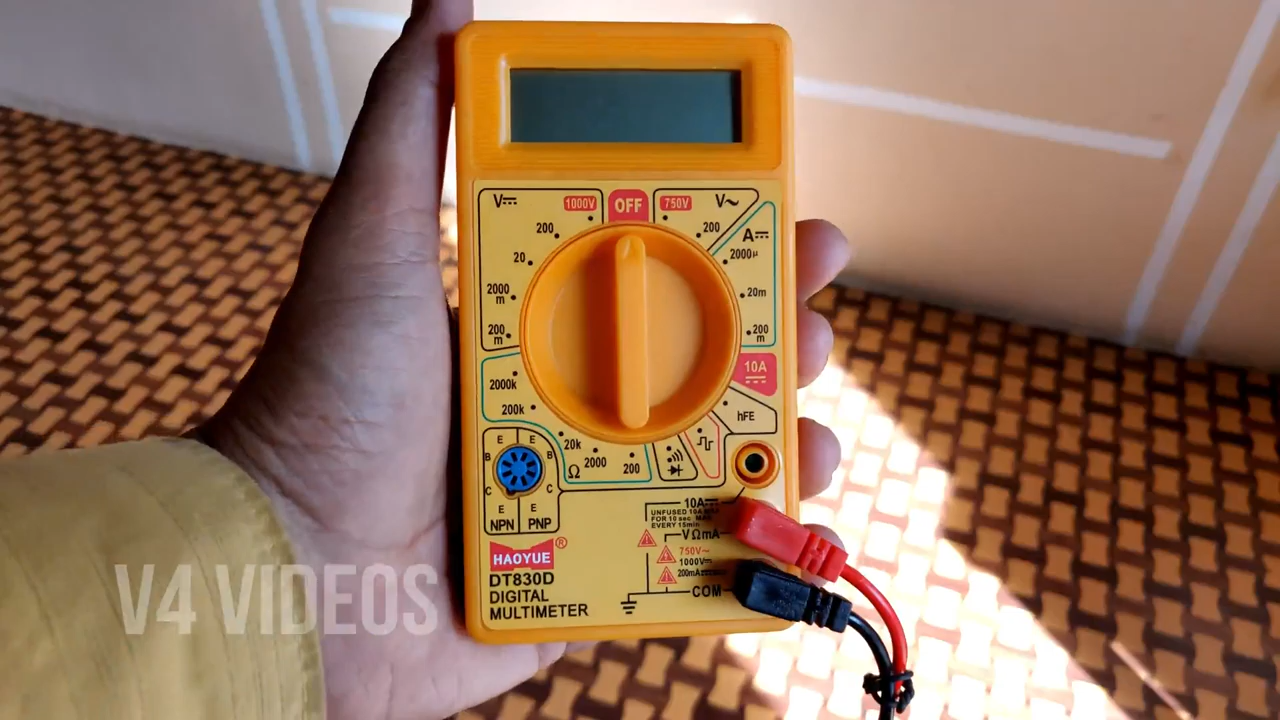 V⎓
1000V
OFF
750V
V~
200
200
A⎓
20
2000µ
2000
m
20m
200
m
200
m
2000k
10A
⎓
200k
hFE
20k
Ω
2000
200
E E
B B
C C
E E
NPN PNP
10A⎓
UNFUSED 10A MAX
FOR 10 sec MAX
EVERY 15min
VΩmA
750V~
1000V⎓
200mA⎓
COM
HAOYUE®
DT830D
DIGITAL
MULTIMETER
V4 VIDEOS